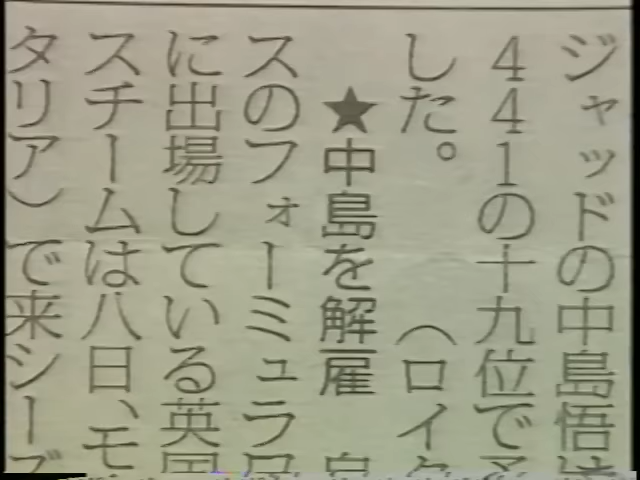 ジャッドの中島悟
441の十九位で
した。　　（ロイ
★中島を解雇
スのフォーミュラ
に出場している英国
スチームは八日、モ
タリア）で来シーズ